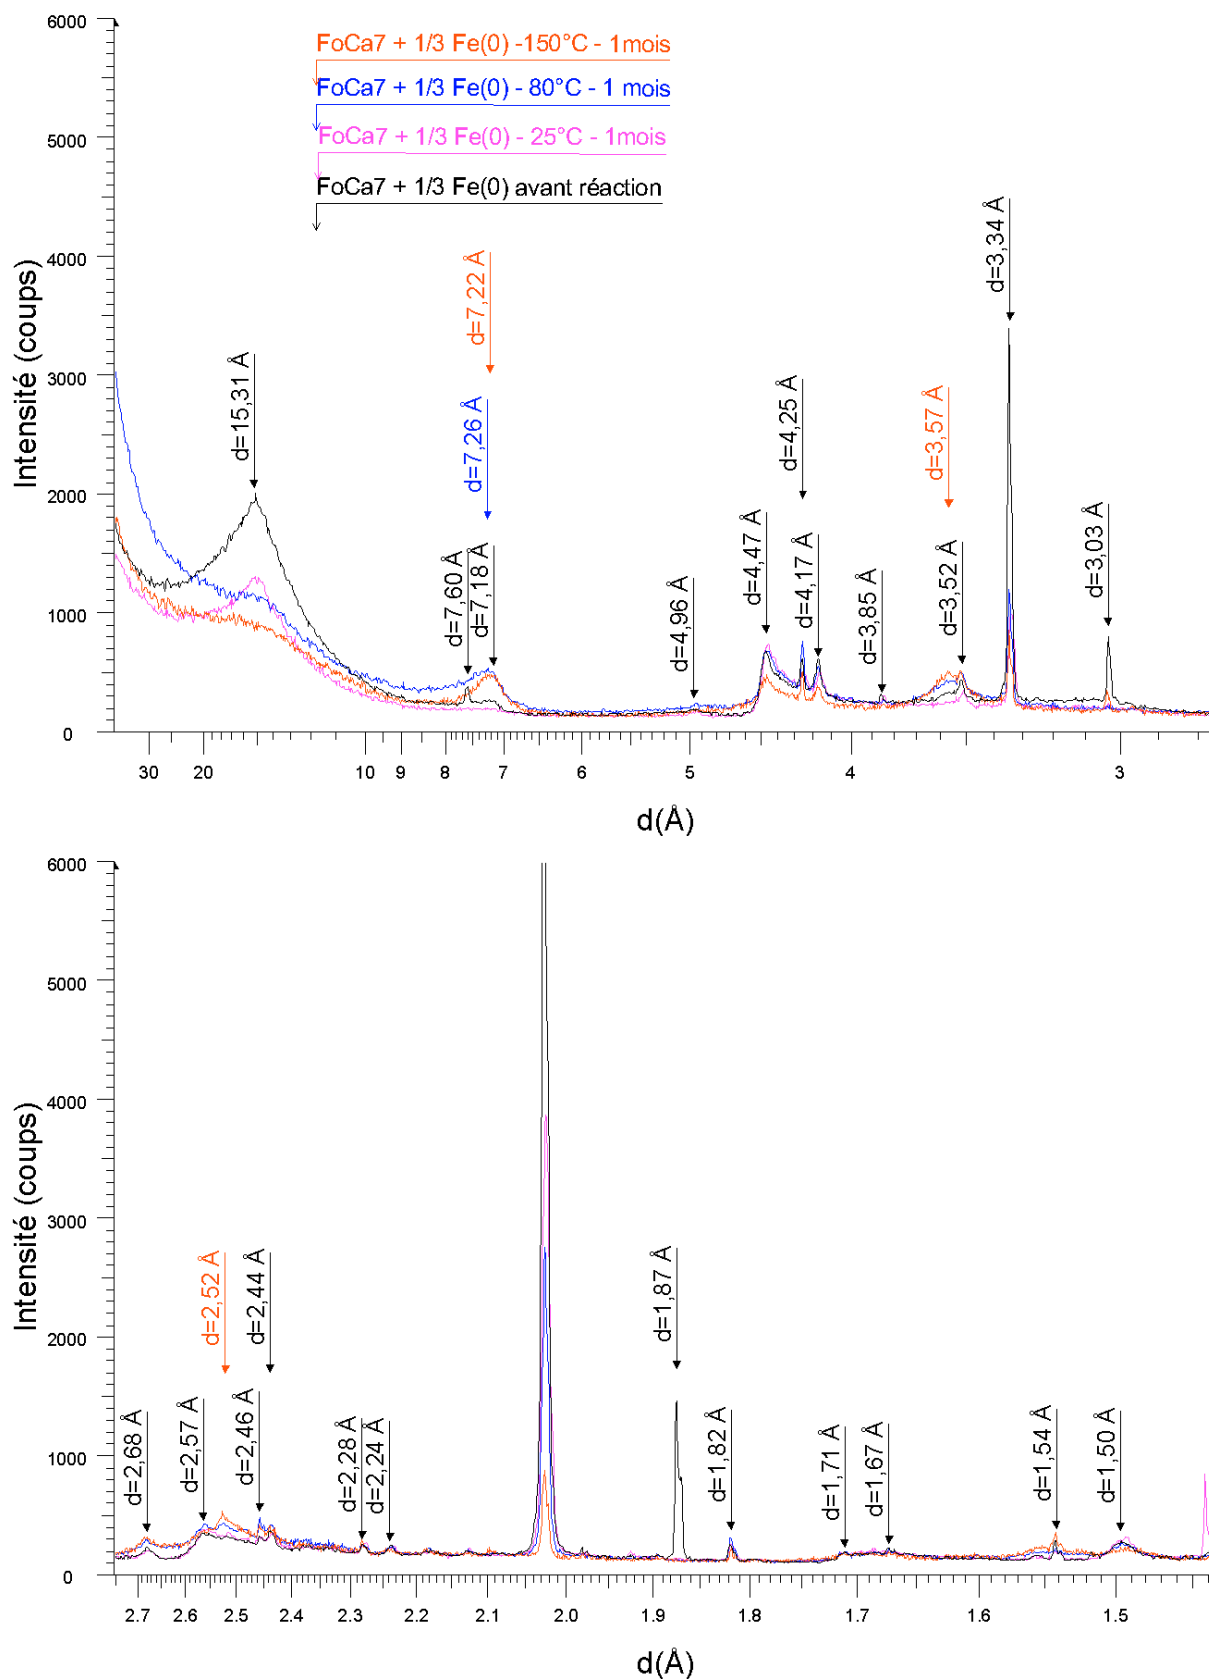 6000
5000
4000
3000
2000
1000
0
Intensité (coups)
FoCa7 + 1/3 Fe(0) -150°C - 1mois
FoCa7 + 1/3 Fe(0) - 80°C - 1 mois
FoCa7 + 1/3 Fe(0) - 25°C - 1mois
FoCa7 + 1/3 Fe(0) avant réaction
d=15,31 Å
d=7,60 Å
d=7,26 Å
d=7,22 Å
d=7,18 Å
d=4,96 Å
d=4,47 Å
d=4,25 Å
d=4,17 Å
d=3,85 Å
d=3,57 Å
d=3,52 Å
d=3,34 Å
d=3,03 Å
30 20 10 9 8 7 6 5 4 3
d(Å)
6000
5000
4000
3000
2000
1000
0
Intensité (coups)
d=2,68 Å
d=2,57 Å
d=2,52 Å
d=2,46 Å
d=2,44 Å
d=2,28 Å
d=2,24 Å
d=1,87 Å
d=1,82 Å
d=1,71 Å
d=1,67 Å
d=1,54 Å
d=1,50 Å
2.7 2.6 2.5 2.4 2.3 2.2 2.1 2.0 1.9 1.8 1.7 1.6 1.5
d(Å)